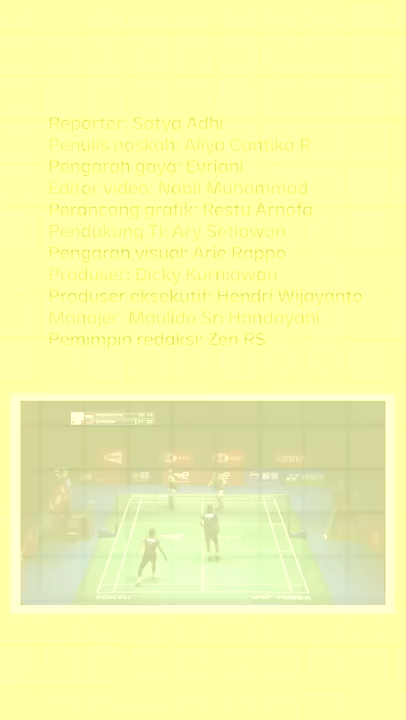 Reporter: Satya Adhi
Penulis naskah: Aliya Cantika R
Pengarah gaya: Evriani
Editor video: Nabil Muhammad
Perancang grafik: Restu Arnota
Pendukung TI: Ary Setiawan
Pengarah visual: Arie Rappo
Produser: Dicky Kurniawan
Produser eksekutif: Hendri Wijayanto
Manajer: Maulida Sri Handayani
Pemimpin redaksi: Zen RS
TOKYO
YONEX